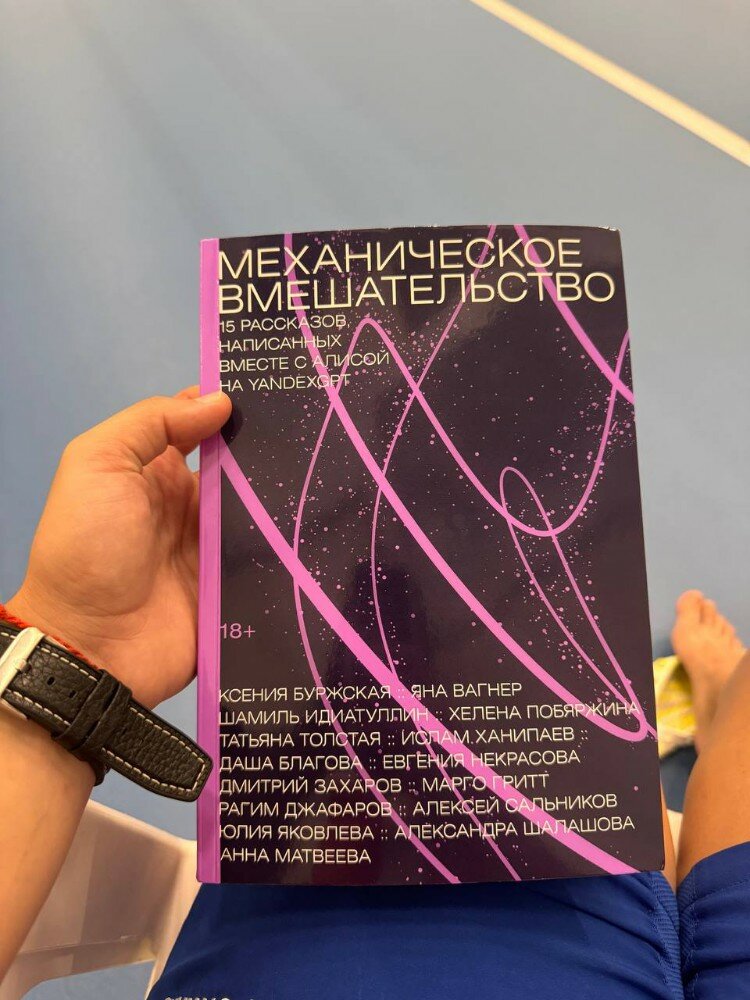 МЕХАНИЧЕСКОЕ
ВМЕШАТЕЛЬСТВО
15 РАССКАЗОВ,
НАПИСАННЫХ
ВМЕСТЕ С АЛИСОЙ
НА YANDEXGPT
18+
КСЕНИЯ БУРЖСКАЯ :: ЯНА ВАГНЕР
ШАМИЛЬ ИДИАТУЛЛИН :: ХЕЛЕНА ПОБЯРЖИНА
ТАТЬЯНА ТОЛСТАЯ :: ИСЛАМ ХАНИПАЕВ ::
ДАША БЛАГОВА :: ЕВГЕНИЯ НЕКРАСОВА
ДМИТРИЙ ЗАХАРОВ :: МАРГО ГРИТТ
РАГИМ ДЖАФАРОВ :: АЛЕКСЕЙ САЛЬНИКОВ
ЮЛИЯ ЯКОВЛЕВА :: АЛЕКСАНДРА ШАЛАШОВА
АННА МАТВЕЕВА